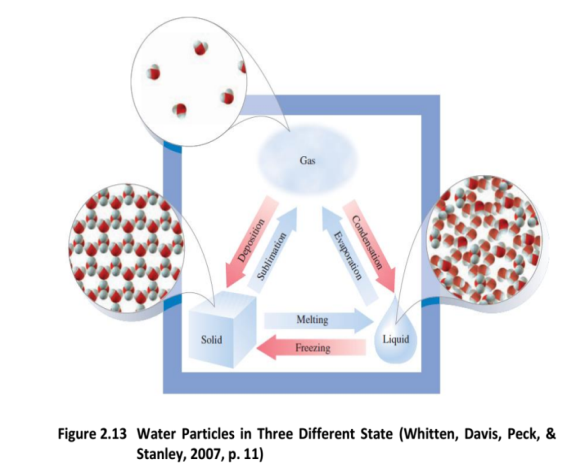 Gas
Deposition
Sublimation
Evaporation
Condensation
Melting
Solid
Liquid
Freezing
Figure 2.13 Water Particles in Three Different State (Whitten, Davis, Peck, &
Stanley, 2007, p. 11)